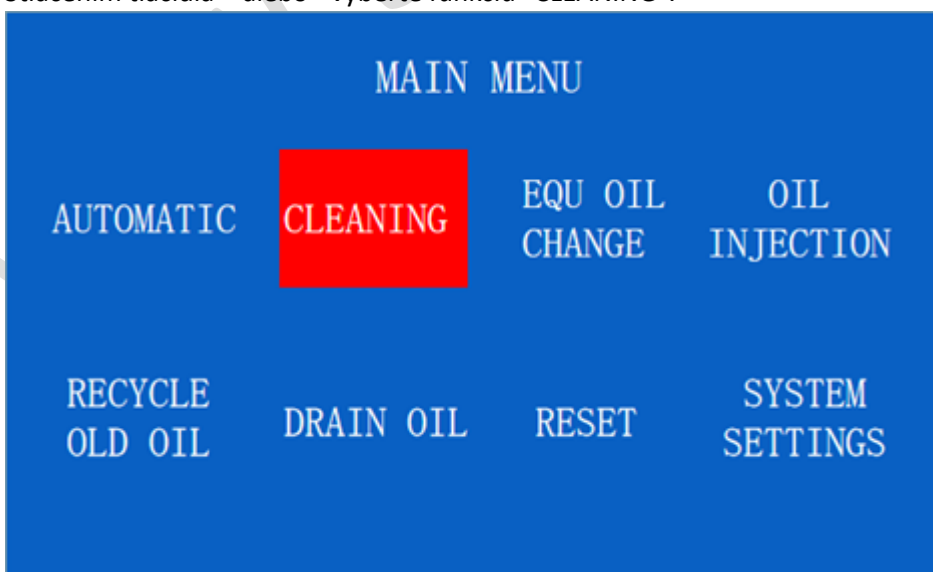 MAIN MENU
AUTOMATIC
CLEANING
EQU OIL
CHANGE
OIL
INJECTION
RECYCLE
OLD OIL
DRAIN OIL
RESET
SYSTEM
SETTINGS